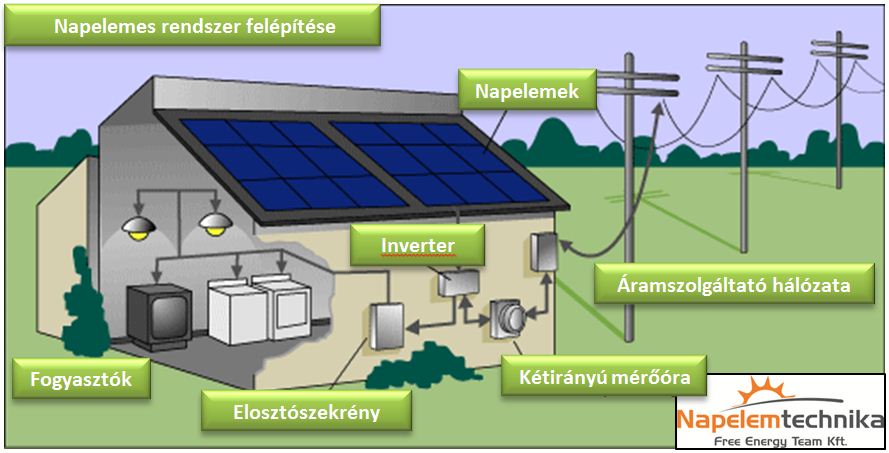 Napelemes rendszer felépítése
Napelemek
Inverter
Áramszolgáltató hálózata
Fogyasztók
Kétirányú mérőóra
Elosztószekrény
Napelemtechnika
Free Energy Team Kft.